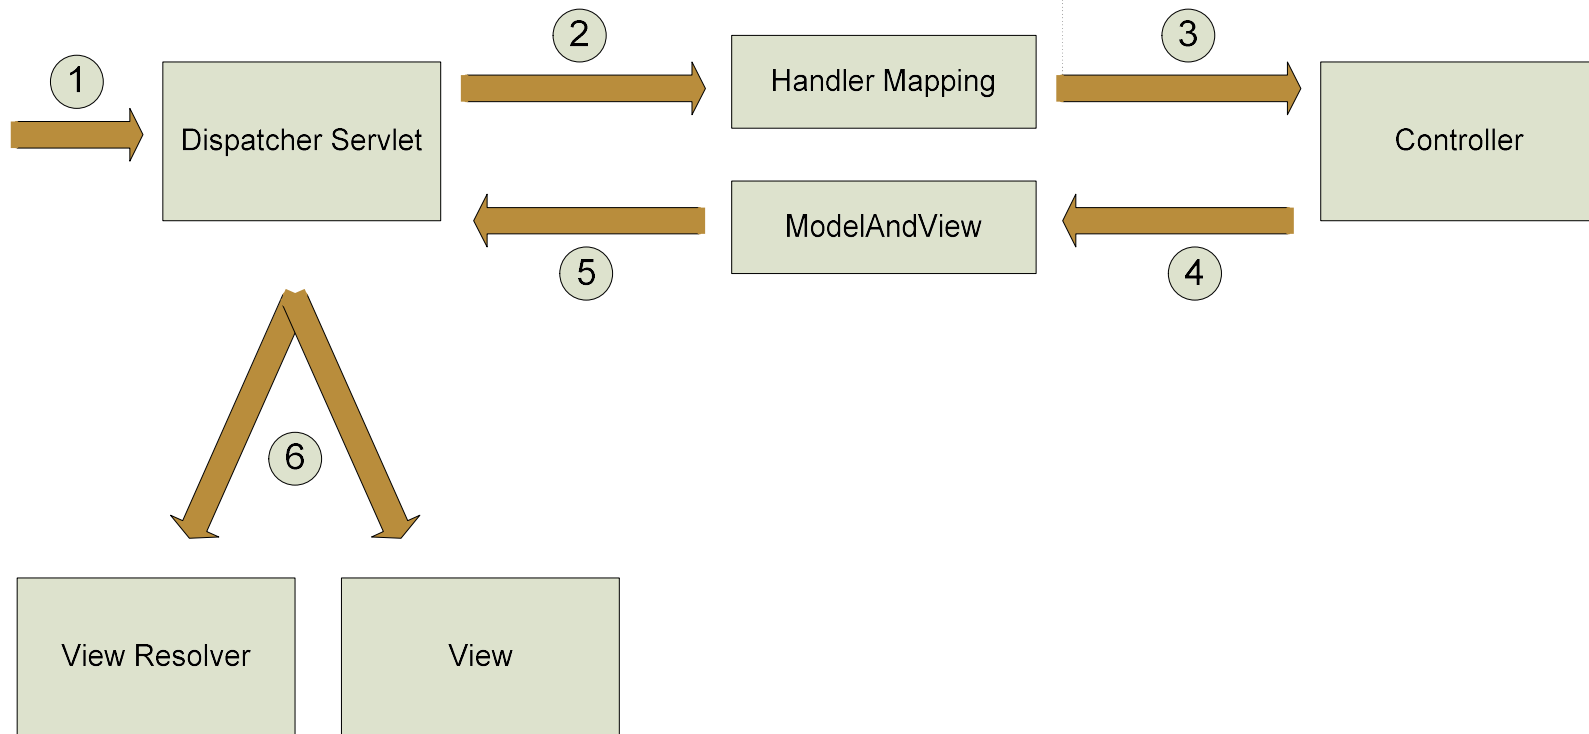 1
2
3
Dispatcher Servlet
Handler Mapping
Controller
ModelAndView
5
4
6
View Resolver
View